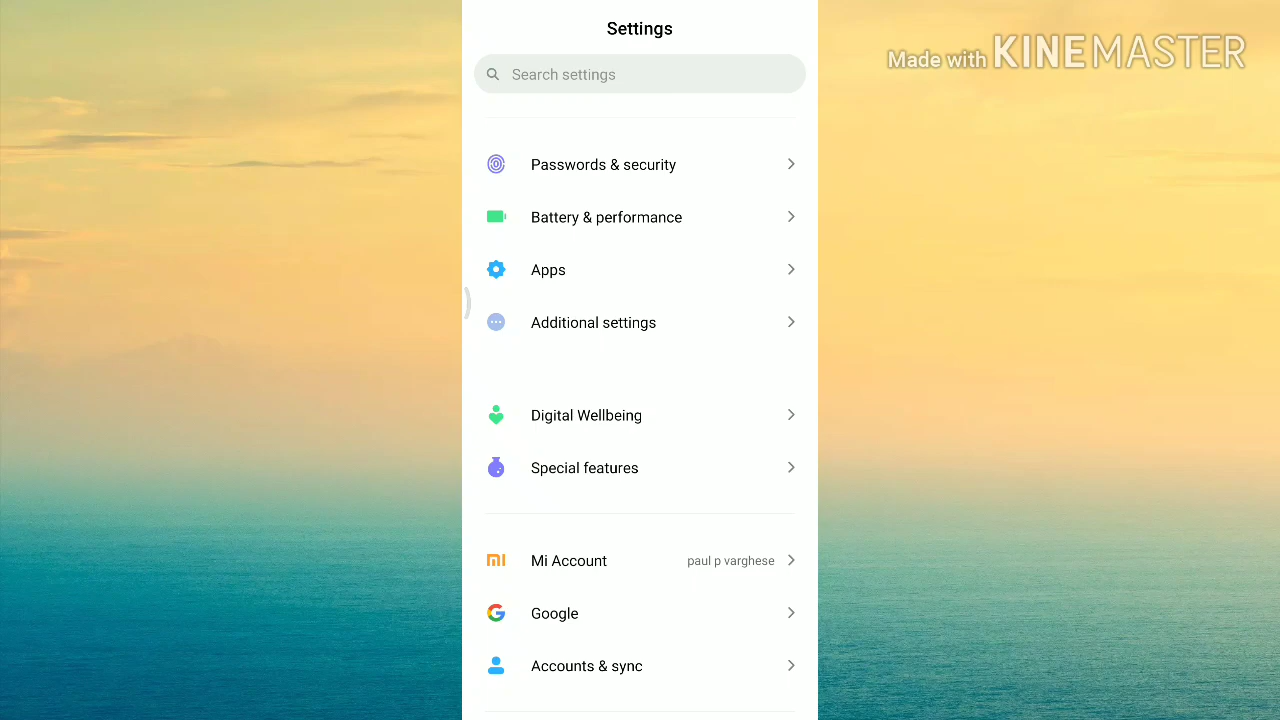 Settings
Made with KINEMASTER
Search settings
Passwords & security
Battery & performance
Apps
Additional settings
Digital Wellbeing
Special features
mi Mi Account paul p varghese
G Google
Accounts & sync